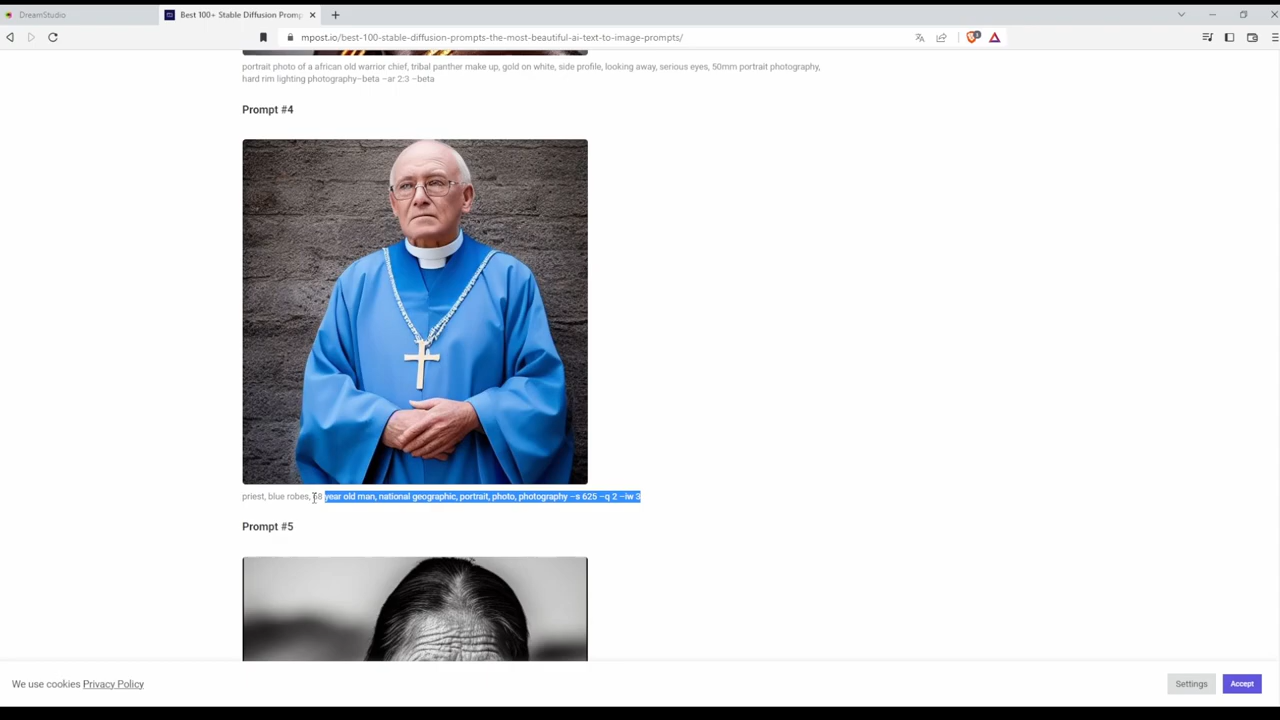 DreamStudio
Best 100+ Stable Diffusion Promp
mpost.io/best-100-stable-diffusion-prompts-the-most-beautiful-ai-text-to-image-prompts/
portrait photo of a african old warrior chief, tribal panther make up, gold on white, side profile, looking away, serious eyes, 50mm portrait photography,
hard rim lighting photography–beta –ar 2:3 –beta
Prompt #4
priest, blue robes, year old man, national geographic, portrait, photo, photography –s 625 –q 2 –iw 3
Prompt #5
We use cookies Privacy Policy
Settings
Accept